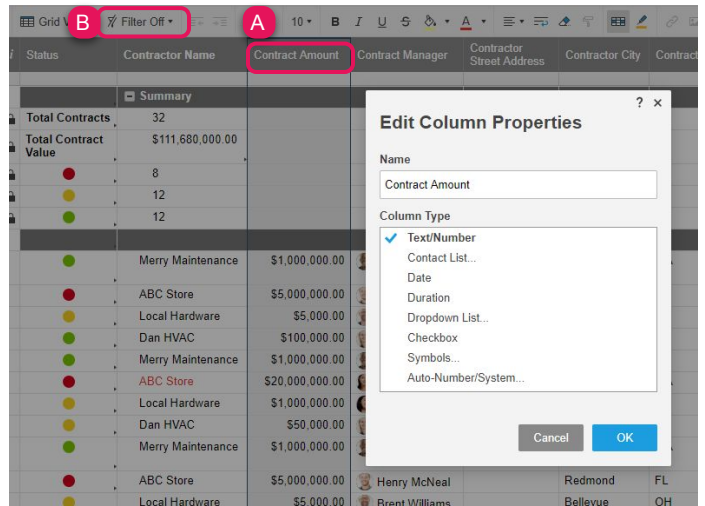 Grid V
B
Filter Off
A
10
B I U S A
i Status Contractor Name Contract Amount Contract Manager Contractor Street Address Contractor City Contract
Summary
Total Contracts 32
Total Contract Value $111,680,000.00
8
12
12
Merry Maintenance $1,000,000.00
ABC Store $5,000,000.00
Local Hardware $5,000.00
Dan HVAC $100,000.00
Merry Maintenance $1,000,000.00
ABC Store $20,000,000.00
Local Hardware $1,000,000.00
Dan HVAC $50,000.00
Merry Maintenance $1,000,000.00
ABC Store $5,000,000.00 Henry McNeal Redmond FL
Local Hardware $5,000.00 Brent Williams Bellevue OH
? ×
Edit Column Properties
Name
Contract Amount
Column Type
Text/Number
Contact List...
Date
Duration
Dropdown List...
Checkbox
Symbols...
Auto-Number/System...
Cancel OK